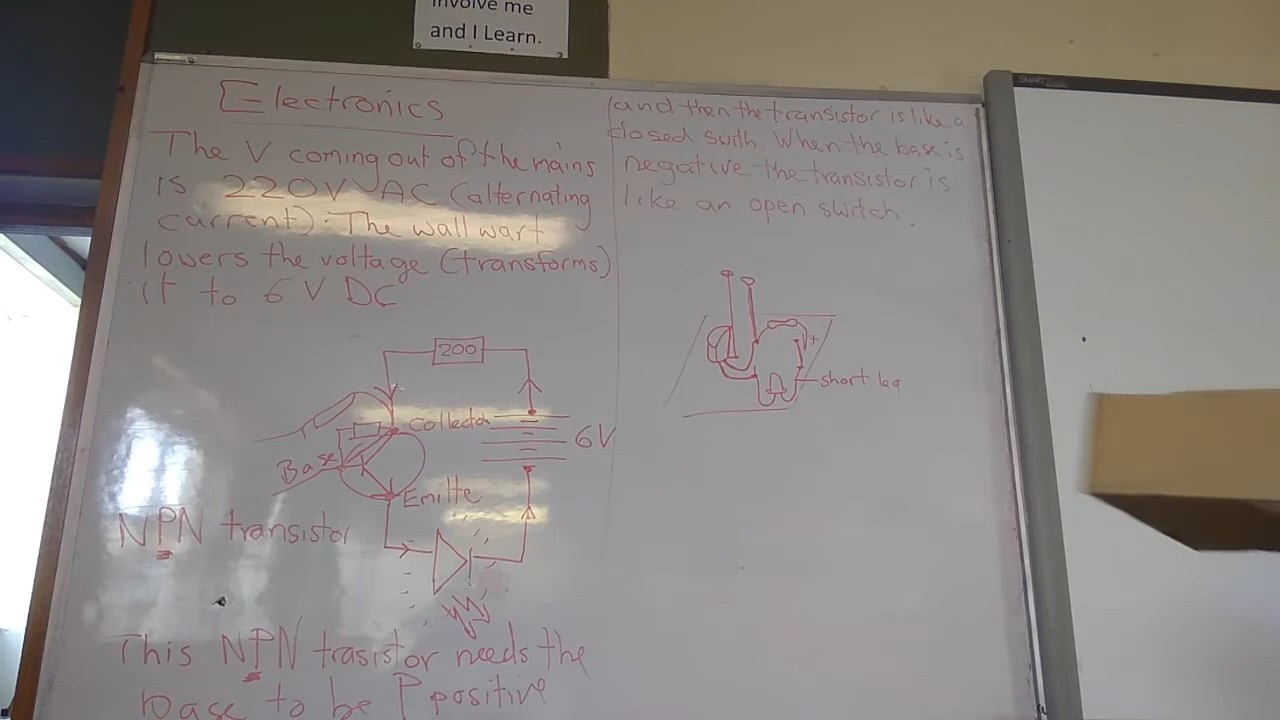 involve me
and I Learn.
Electronics
The V coming out of the mains
is 220V AC (alternating
current). The wall wart
lowers the voltage (transforms)
it to 6V DC
200
Collector
6V
Base
Emitte
NPN transistor
This NPN trasistor needs the
base to be P positive
(and then the transistor is like a
closed swith When the base is
negative the transistor is
like an open switch.
+
short leg